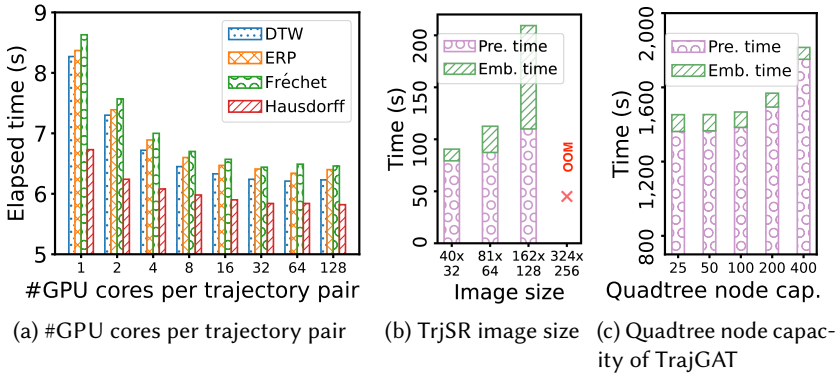 9
8
7
6
5
Elapsed time (s)
DTW
ERP
Fréchet
Hausdorff
1 2 4 8 16 32 64 128
#GPU cores per trajectory pair
(a) #GPU cores per trajectory pair
200
150
100
50
0
Time (s)
Pre. time
Emb. time
OOM
40x 81x 162x 324x
32 64 128 256
Image size
(b) TrjSR image size
2,000
1,600
1,200
800
Time (s)
Pre. time
Emb. time
25 50 100 200 400
Quadtree node cap.
(c) Quadtree node capac-
ity of TrajGAT